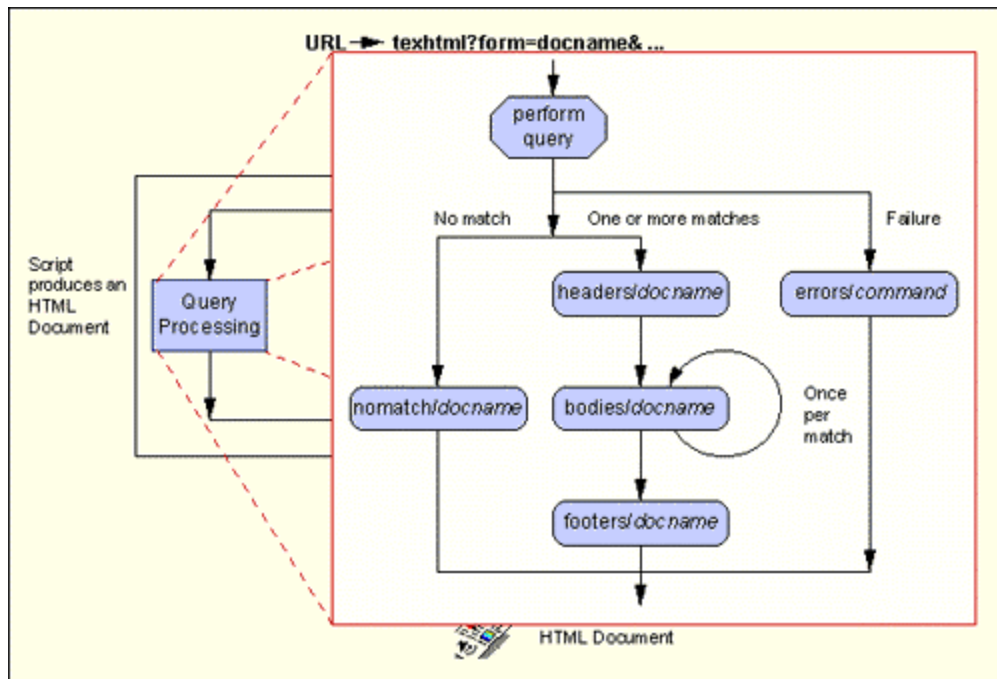 URL texhtml?form=docname& ...
perform
query
No match
One or more matches
Failure
Script
produces an
HTML
Document
Query
Processing
headers/docname
errors/command
nomatch/docname
bodies/docname
Once
per
match
footers/docname
HTML Document